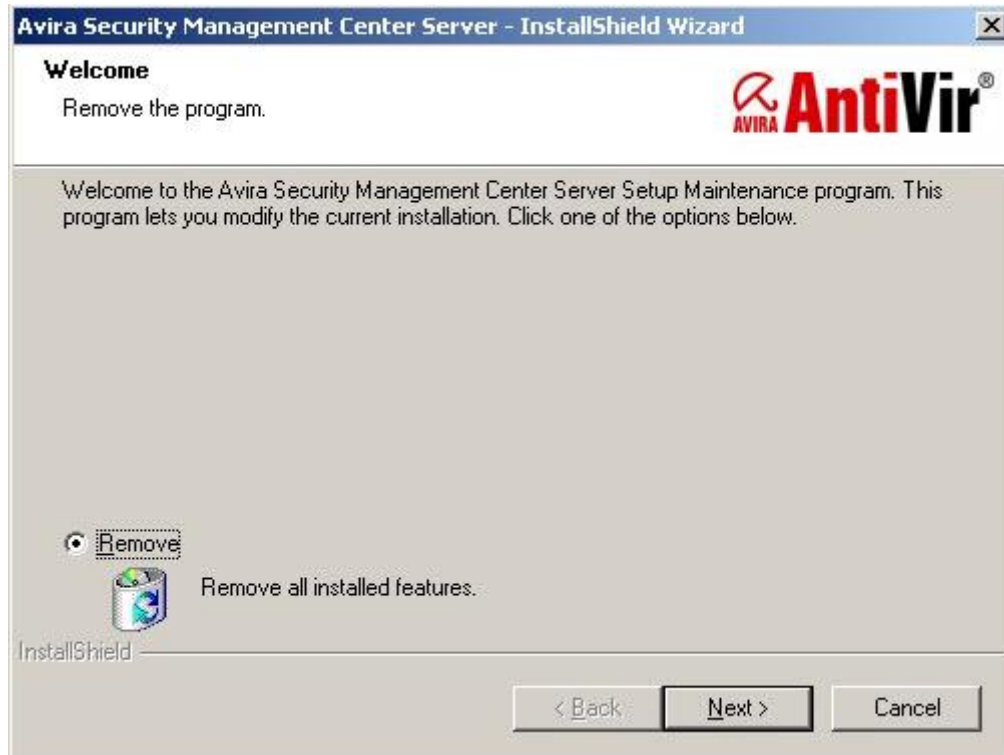 Avira Security Management Center Server - InstallShield Wizard
Welcome
Remove the program.
AVIRA AntiVir®
Welcome to the Avira Security Management Center Server Setup Maintenance program. This
program lets you modify the current installation. Click one of the options below.
Remove
Remove all installed features.
InstallShield
< Back
Next >
Cancel